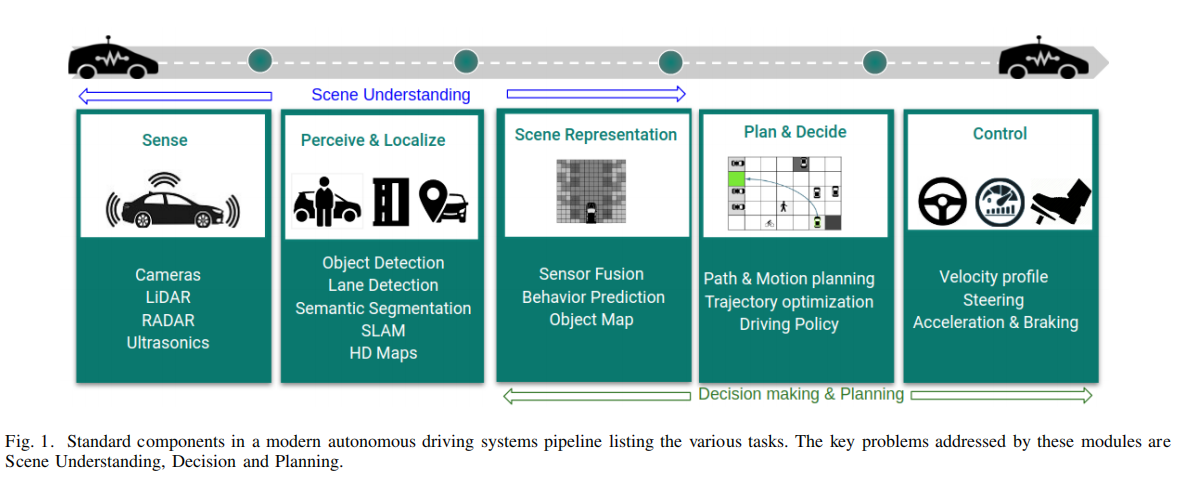 Scene Understanding
Sense
Cameras
LiDAR
RADAR
Ultrasonics
Perceive & Localize
Object Detection
Lane Detection
Semantic Segmentation
SLAM
HD Maps
Scene Representation
Sensor Fusion
Behavior Prediction
Object Map
Plan & Decide
Path & Motion planning
Trajectory optimization
Driving Policy
Control
Velocity profile
Steering
Acceleration & Braking
Decision making & Planning
Fig. 1. Standard components in a modern autonomous driving systems pipeline listing the various tasks. The key problems addressed by these modules are
Scene Understanding, Decision and Planning.